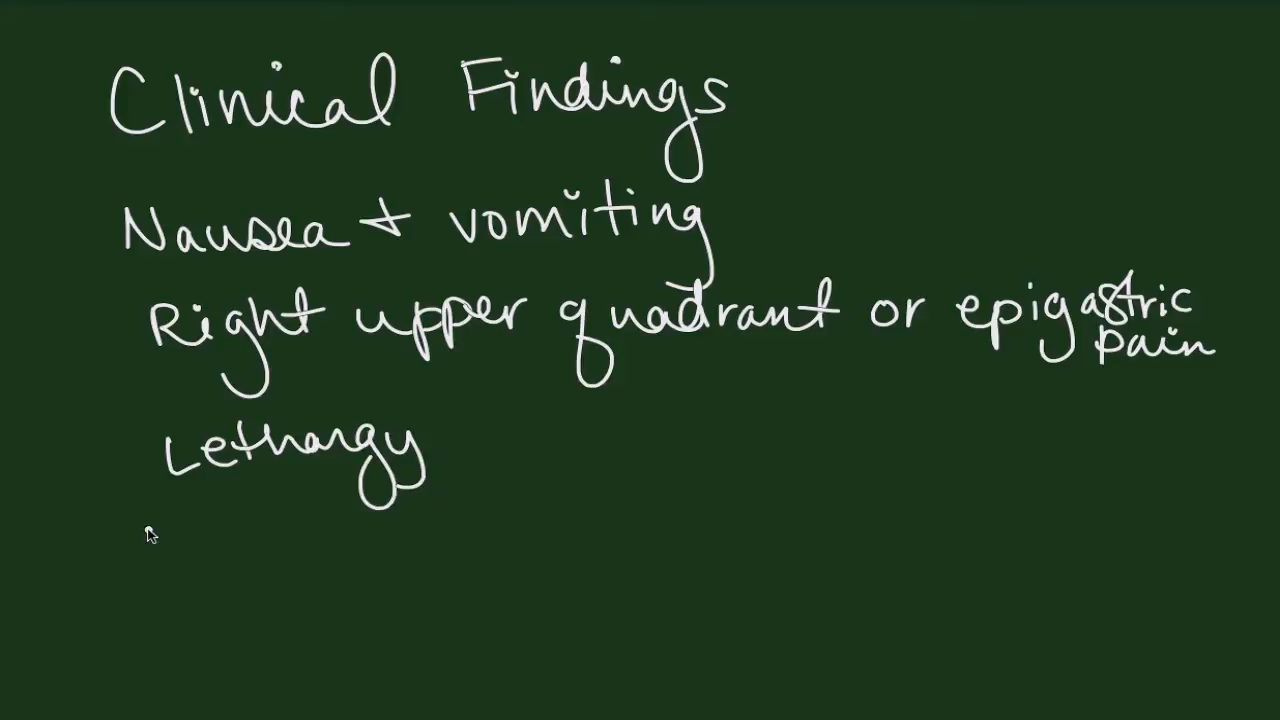 Clinical Findings
Nausea + vomiting
Right upper quadrant or epigastric
pain
Lethargy